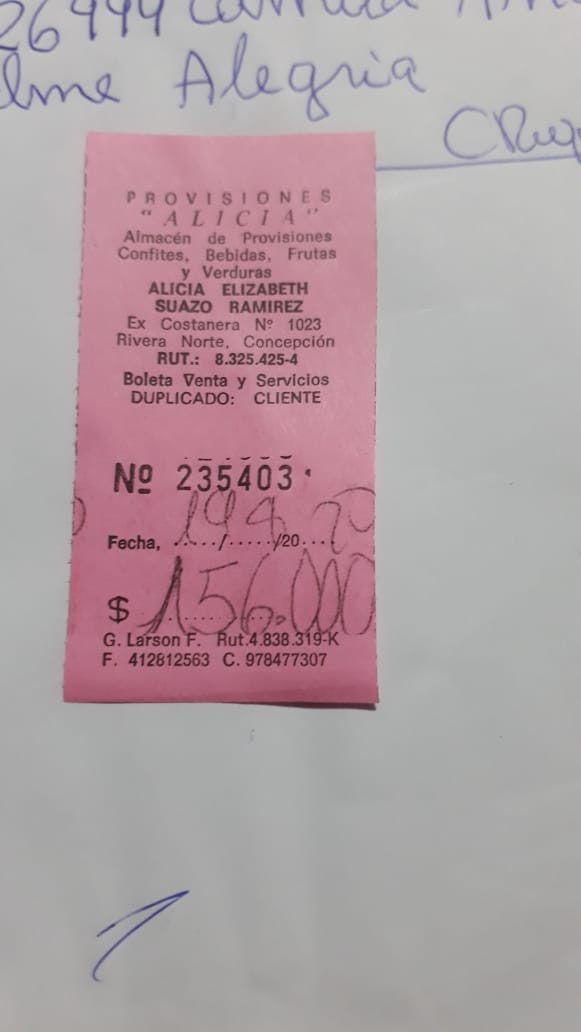 Alegria
PROVISIONES
"ALICIA"
Almacén de Provisiones
Confites, Bebidas, Frutas
y Verduras
ALICIA ELIZABETH
SUAZO RAMIREZ
Ex Costanera Nº 1023
Rivera Norte, Concepción
RUT.: 8.325.425-4
Boleta Venta y Servicios
DUPLICADO: CLIENTE
Nº 235403
Fecha, ...../...../20...
$ 156.000
G. Larson F. Rut.4.838.319-K
F. 412812563 C. 978477307